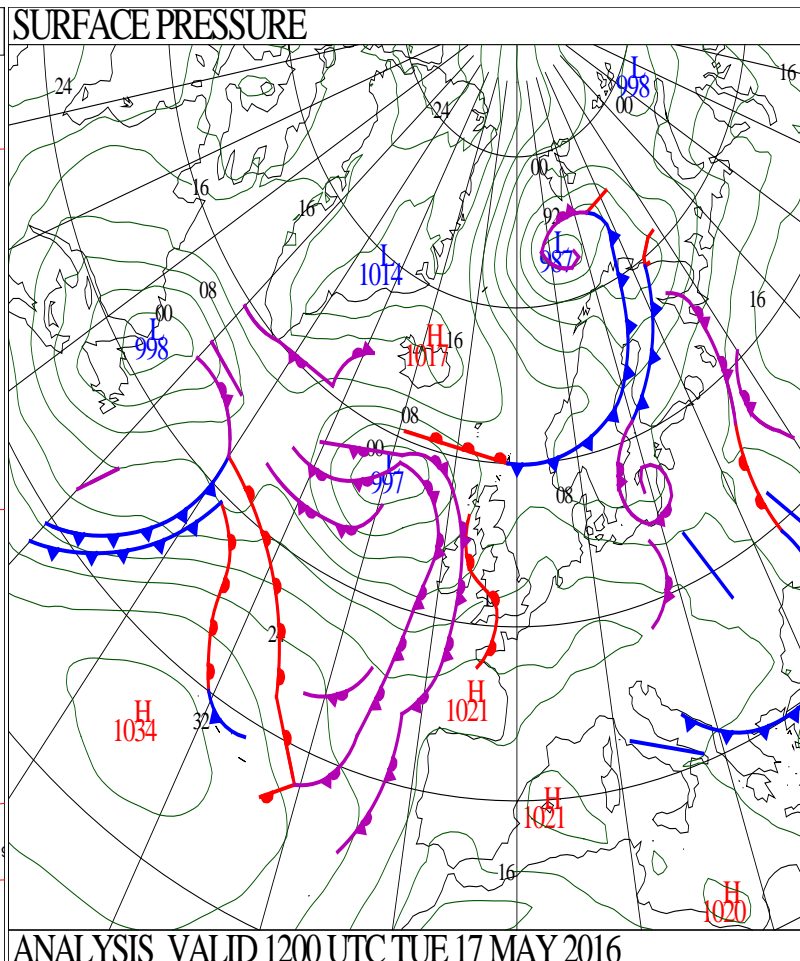 SURFACE PRESSURE
L
998
16
24
24
00
00
16
16
92
L
987
L
1014
08
00
16
L
998
H
16
1017
08
00
L
997
08
24
H
1034
32
H
1021
H
1021
16
H
1020
ANALYSIS VALID 1200 UTC TUE 17 MAY 2016